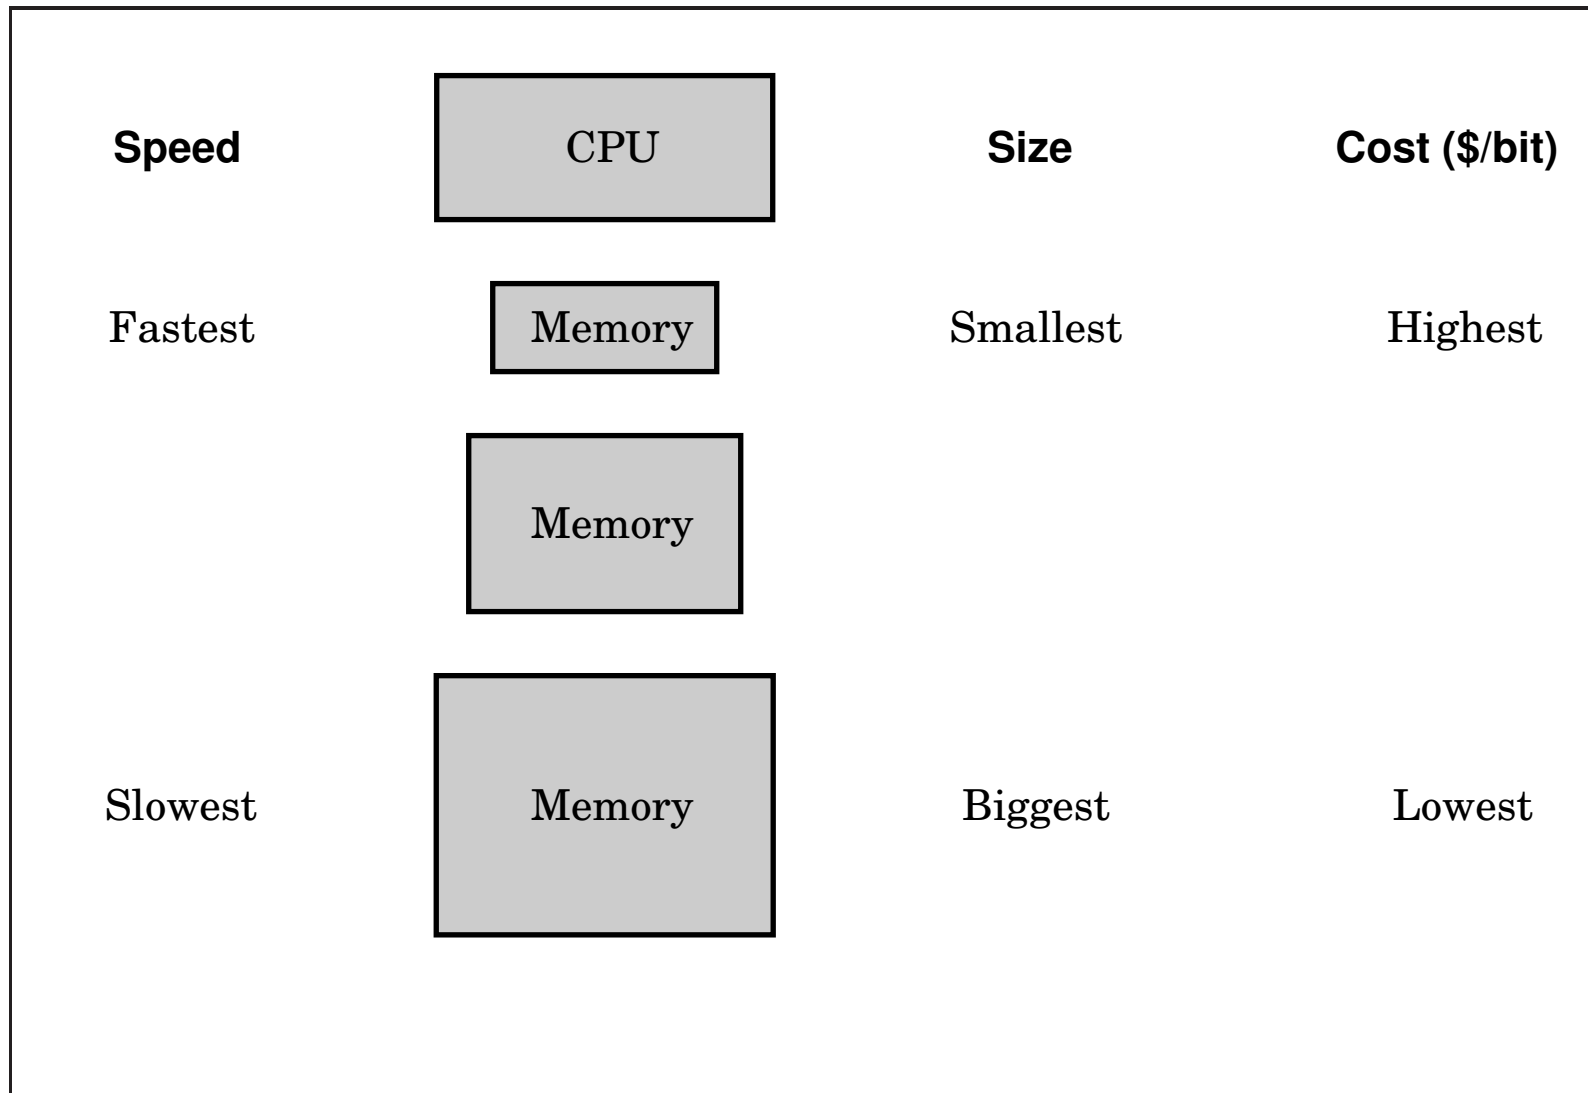 Speed CPU Size Cost ($/bit)
Fastest Memory Smallest Highest
Memory
Slowest Memory Biggest Lowest